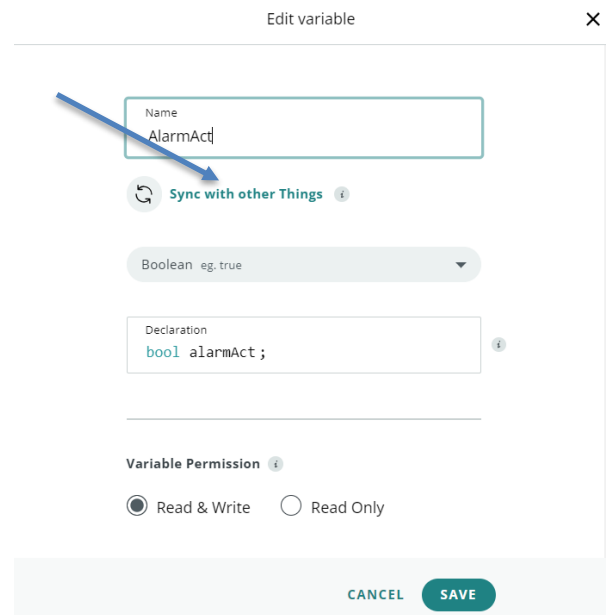 Edit variable
Name
AlarmAct
Sync with other Things i
Boolean eg. true
Declaration
bool alarmAct;
i
Variable Permission i
Read & Write Read Only
CANCEL SAVE